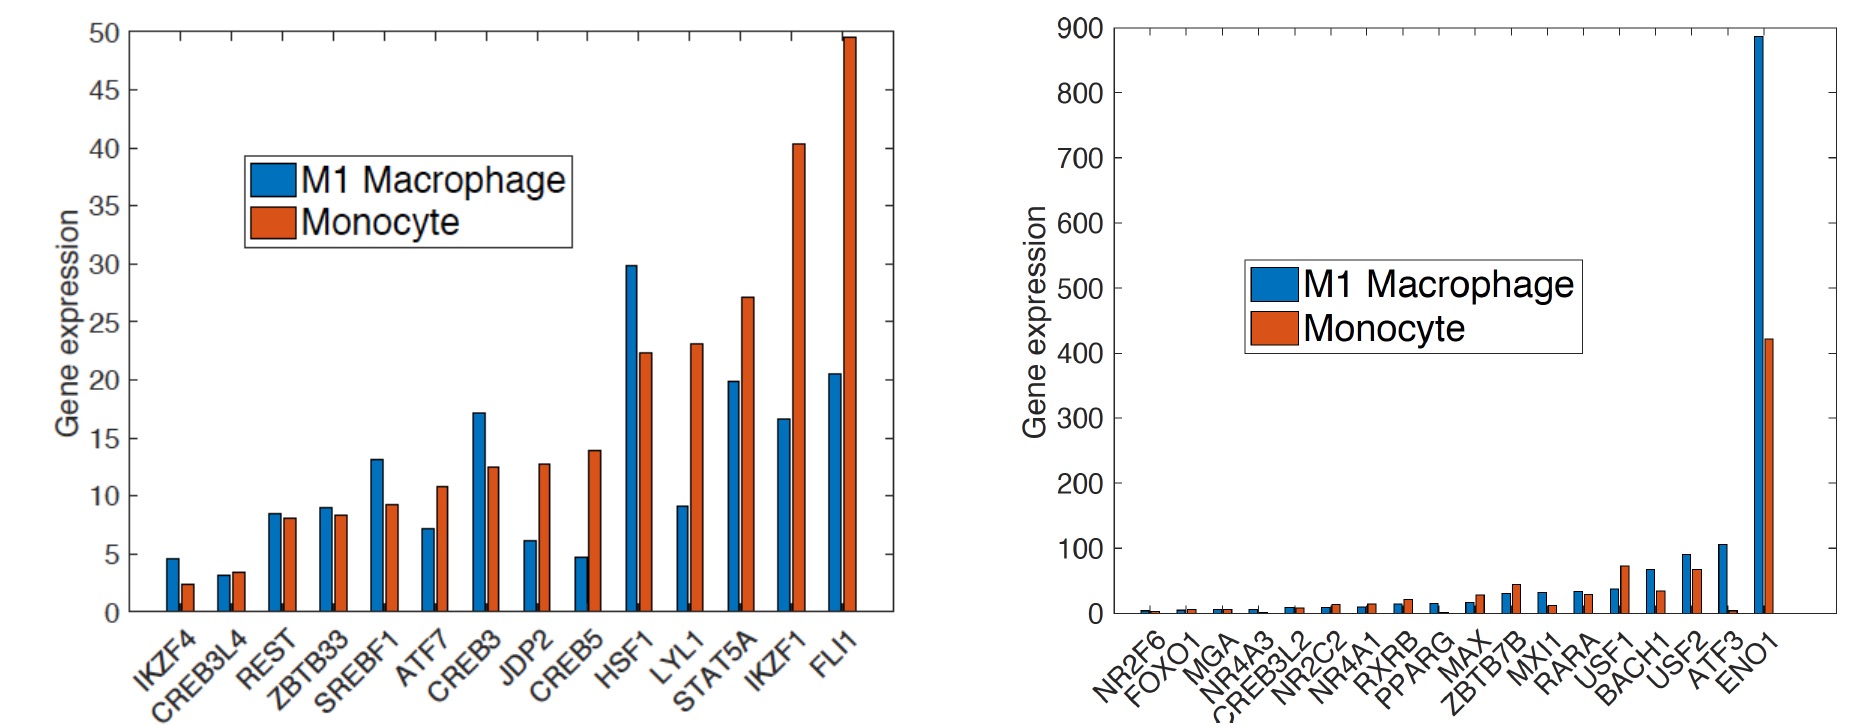 50
45
40
35
30
25
20
15
10
5
0
Gene expression
M1 Macrophage
Monocyte
IKZF4
CREB3L4
REST
ZBTB33
SREBF1
ATF7
CREB3
JDP2
CREB5
HSF1
LYL1
STAT5A
IKZF1
FLI1
900
800
700
600
500
400
300
200
100
0
Gene expression
M1 Macrophage
Monocyte
NR2F6
FOXO1
MGA
NR4A3
CREB3L2
NR2C2
NR4A1
RXRB
PPARG
MAX
ZBTB7B
MXI1
RARA
USF1
BACH1
USF2
ATF3
ENO1